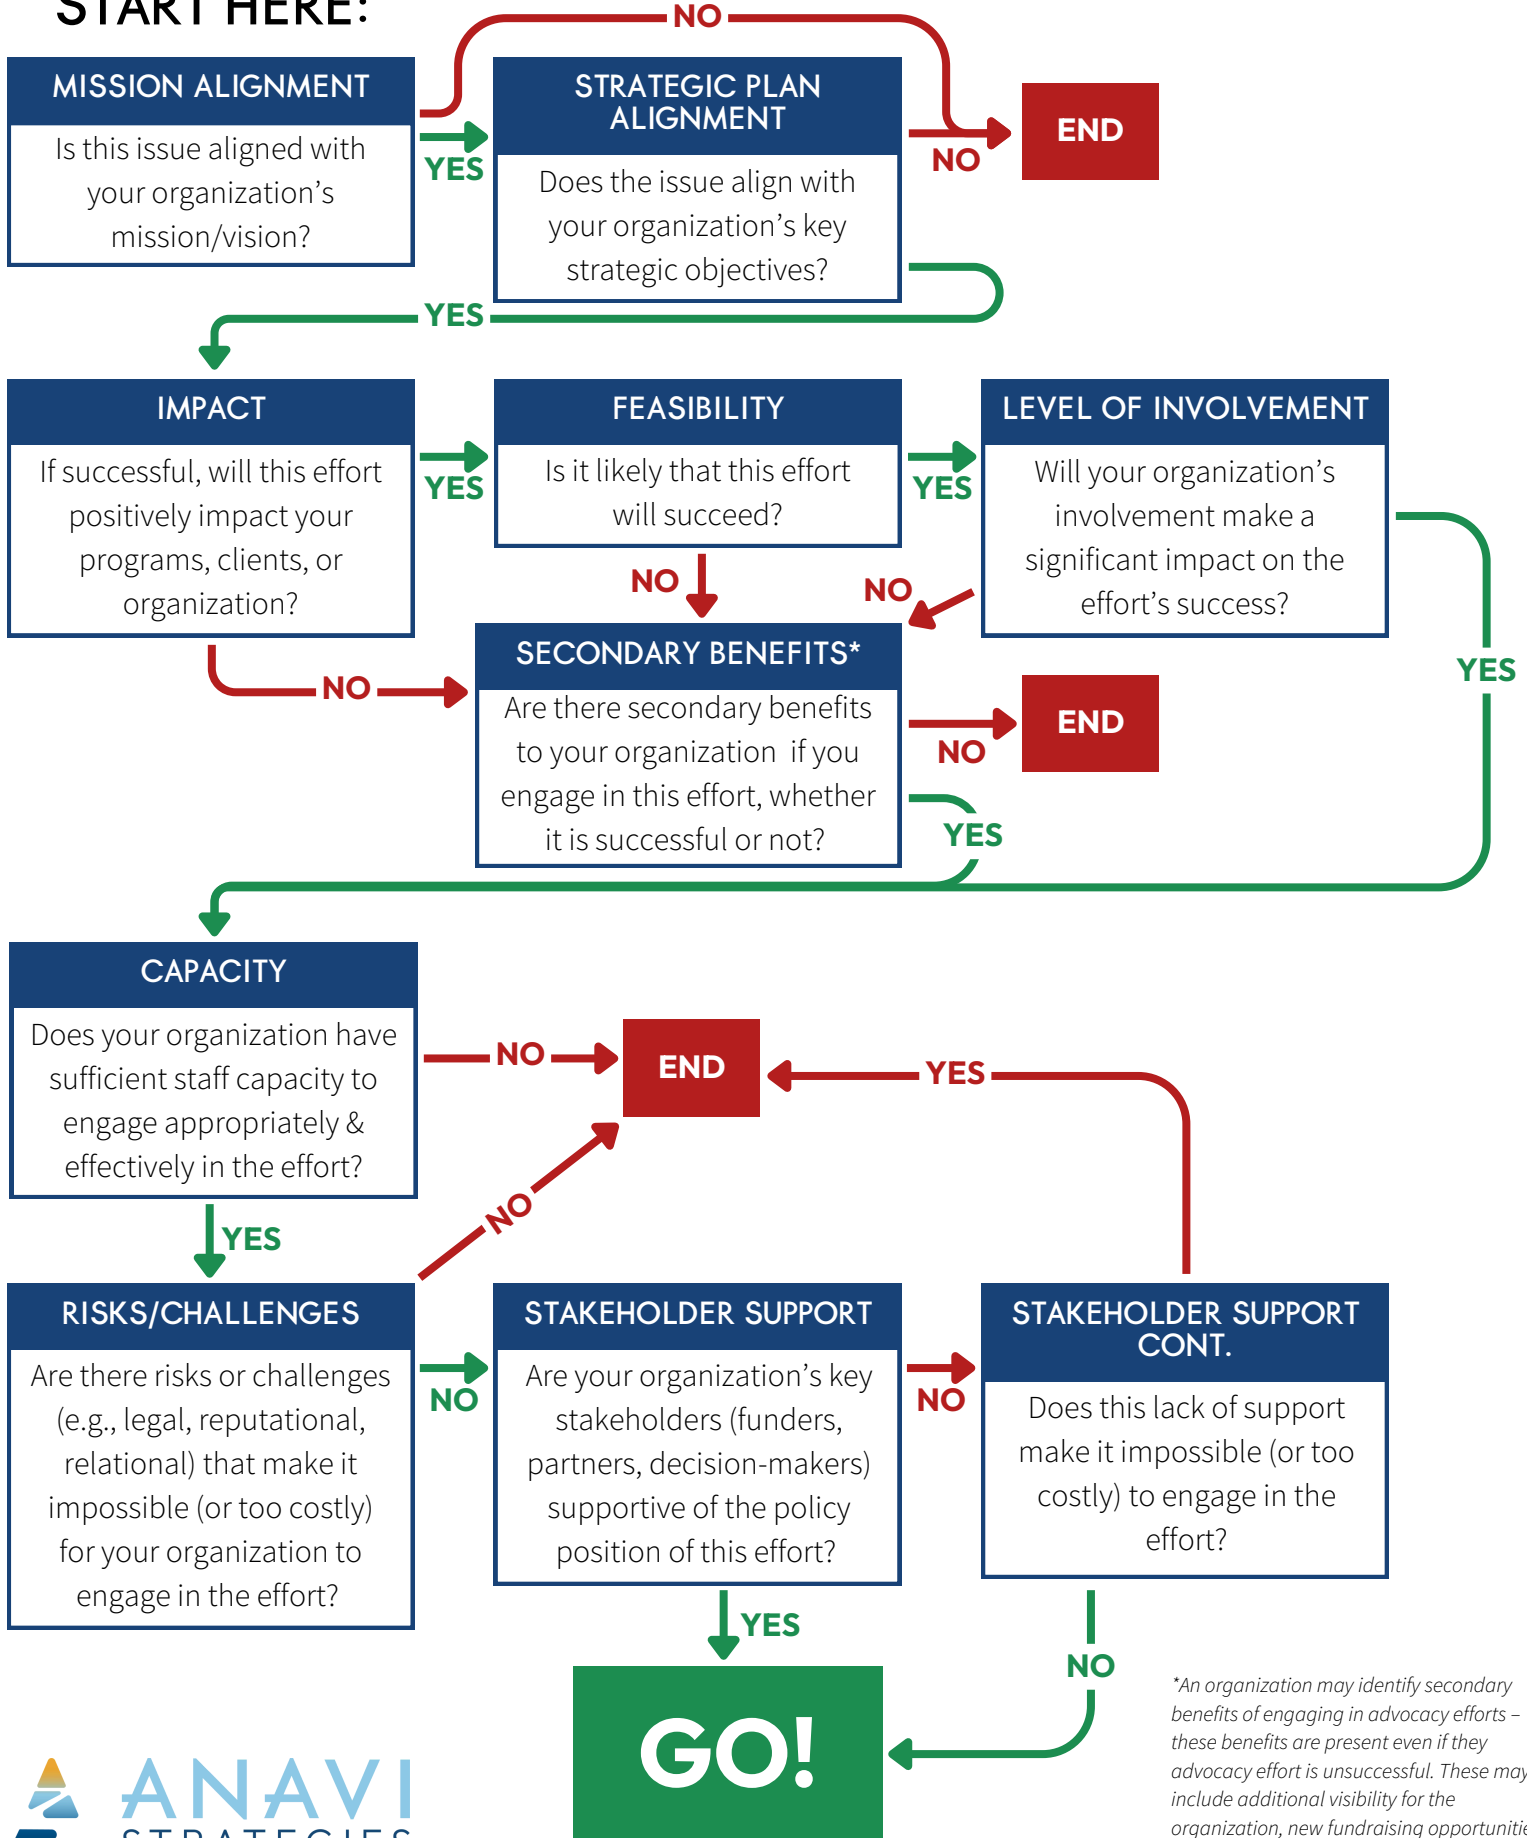 START HERE:
NO
MISSION ALIGNMENT
Is this issue aligned with
your organization's
mission/vision?
YES
STRATEGIC PLAN
ALIGNMENT
Does the issue align with
your organization's key
strategic objectives?
NO
END
YES
IMPACT
If successful, will this effort
positively impact your
programs, clients, or
organization?
YES
FEASIBILITY
Is it likely that this effort
will succeed?
YES
LEVEL OF INVOLVEMENT
Will your organization's
involvement make a
significant impact on the
effort's success?
NO
NO
NO
YES
SECONDARY BENEFITS*
Are there secondary benefits
to your organization  if you
engage in this effort, whether
it is successful or not?
NO
END
YES
CAPACITY
Does your organization have
sufficient staff capacity to
engage appropriately &
effectively in the effort?
NO
END
YES
YES
NO
RISKS/CHALLENGES
Are there risks or challenges
(e.g., legal, reputational,
relational) that make it
impossible (or too costly)
for your organization to
engage in the effort?
NO
STAKEHOLDER SUPPORT
Are your organization's key
stakeholders (funders,
partners, decision-makers)
supportive of the policy
position of this effort?
NO
STAKEHOLDER SUPPORT
CONT.
Does this lack of support
make it impossible (or too
costly) to engage in the
effort?
YES
NO
GO!
*An organization may identify secondary
benefits of engaging in advocacy efforts –
these benefits are present even if they
advocacy effort is unsuccessful. These may
include additional visibility for the
organization, new fundraising opportunitie
ANAVI
STRATEGIES